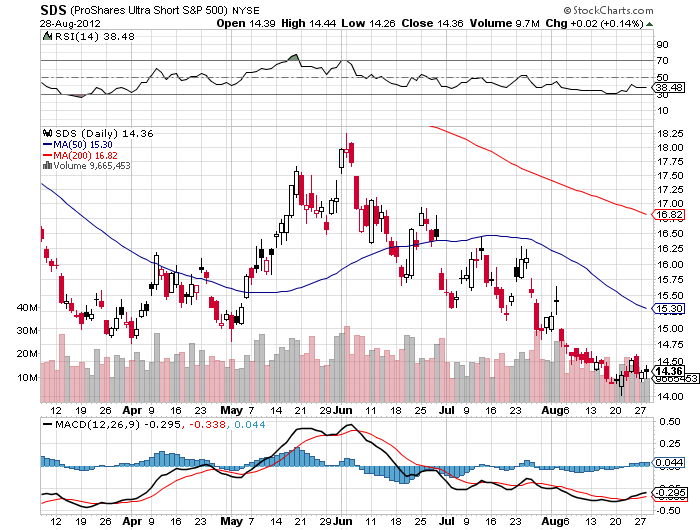 SDS (ProShares Ultra Short S&P 500) NYSE © StockCharts.com
28-Aug-2012 Open 14.39 High 14.44 Low 14.26 Close 14.36 Volume 9.7M Chg +0.02 (+0.14%)
RSI(14) 38.48
90
70
50
38.48
30
10
SDS (Daily) 14.36
MA(50) 15.30
MA(200) 16.82
Volume 9,665,453
18.25
18.00
17.75
17.50
17.25
17.00
16.82
16.50
16.25
16.00
15.75
15.50
15.30
15.00
14.75
14.50
14.36
9665453
14.00
40M
30M
20M
10M
12 19 26 Apr 9 16 23 May 7 14 21 29 Jun 11 18 25 Jul 9 16 23 Aug 6 13 20 27
MACD(12,26,9) -0.295, -0.338, 0.044
0.50
0.25
0.044
-0.295
-0.50
12 19 26 Apr 9 16 23 May 7 14 21 29 Jun 11 18 25 Jul 9 16 23 Aug 6 13 20 27